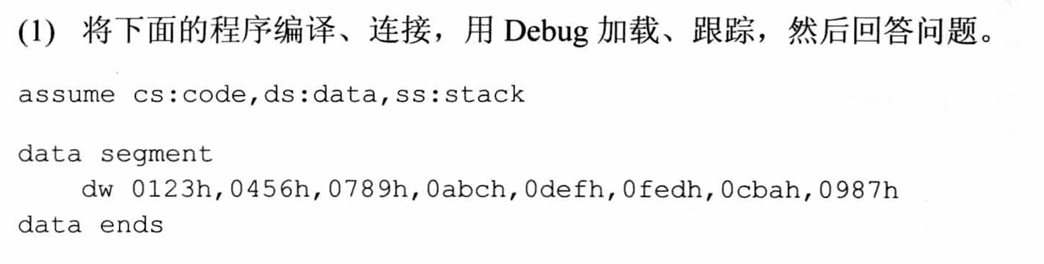 (1) 将下面的程序编译、连接，用 Debug 加载、跟踪，然后回答问题。
assume cs:code,ds:data,ss:stack
data segment
    dw 0123h,0456h,0789h,0abch,0defh,0fedh,0cbah,0987h
data ends